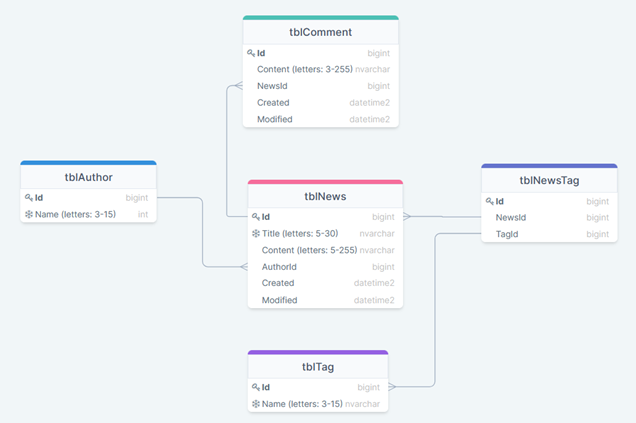 tblComment
Id bigint
Content (letters: 3-255) nvarchar
NewsId bigint
Created datetime2
Modified datetime2
tblAuthor
Id bigint
Name (letters: 3-15) int
tblNews
Id bigint
Title (letters: 5-30) nvarchar
Content (letters: 5-255) nvarchar
AuthorId bigint
Created datetime2
Modified datetime2
tblNewsTag
Id bigint
NewsId bigint
TagId bigint
tblTag
Id bigint
Name (letters: 3-15) nvarchar